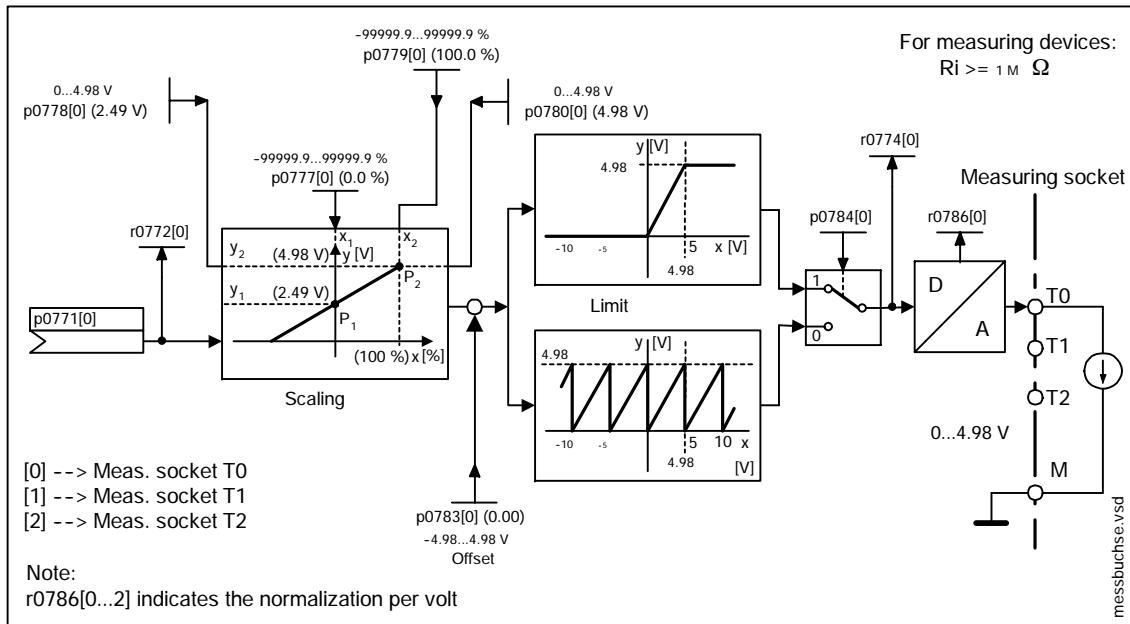 -99999.9...99999.9 %
p0779[0] (100.0 %)
For measuring devices:
Ri >= 1 M Ω
0...4.98 V
p0778[0] (2.49 V)
0...4.98 V
p0780[0] (4.98 V)
-99999.9...99999.9 %
p0777[0] (0.0 %)
r0772[0]
p0771[0]
x1
x2
y2
(4.98 V)
y [V]
P2
y1
(2.49 V)
P1
(100 %)
x [%]
Scaling
y [V]
4.98
-10
-5
5
x [V]
4.98
Limit
y [V]
4.98
-10
-5
5
10
x
4.98
[V]
p0783[0] (0.00)
-4.98...4.98 V
Offset
p0784[0]
1
0
r0774[0]
r0786[0]
D
A
Measuring socket
T0
T1
T2
0...4.98 V
M
[0] --> Meas. socket T0
[1] --> Meas. socket T1
[2] --> Meas. socket T2
Note:
r0786[0...2] indicates the normalization per volt
messbuchse.vsd